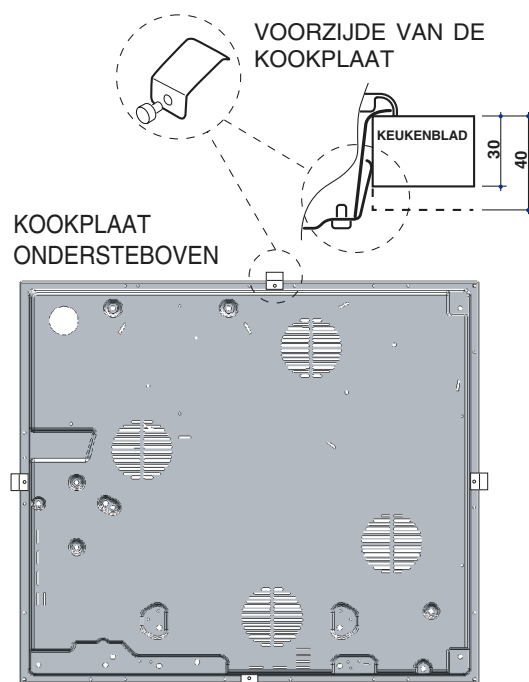 VOORZIJDE VAN DE
KOOKPLAAT
KEUKENBLAD
30
40
KOOKPLAAT
ONDERSTEBOVEN